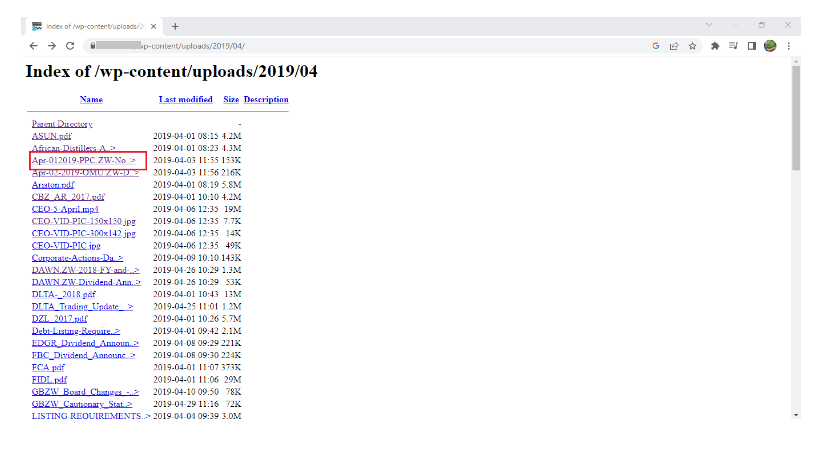 Index of /wp-content/uploads/2
wp-content/uploads/2019/04/
Index of /wp-content/uploads/2019/04
Name Last modified Size Description
Parent Directory -
ASUN.pdf 2019-04-01 08:15 4.2M
African-Distillers-A..> 2019-04-01 08:23 4.3M
Apr-012019-PPC.ZW-No..> 2019-04-03 11:55 153K
Apr-02-2019-OMU.ZW-D..> 2019-04-03 11:56 216K
Ariston.pdf 2019-04-01 08:19 5.8M
CBZ_AR_2017.pdf 2019-04-01 10:10 4.2M
CEO-5-April.mp4 2019-04-06 12:35 19M
CEO-VID-PIC-150x150.jpg 2019-04-06 12:35 7.7K
CEO-VID-PIC-300x142.jpg 2019-04-06 12:35 14K
CEO-VID-PIC.jpg 2019-04-06 12:35 49K
Corporate-Actions-Da..> 2019-04-09 10:10 143K
DAWN.ZW-2018-FY-and-..> 2019-04-26 10:29 1.3M
DAWN.ZW-Dividend-Ann..> 2019-04-26 10:29 53K
DLTA-_2018.pdf 2019-04-01 10:43 13M
DLTA_Trading_Update_..> 2019-04-25 11:01 1.2M
DZL_2017.pdf 2019-04-01 10:26 5.7M
Debt-Listing-Require..> 2019-04-01 09:42 2.1M
EDGR_Dividend_Announ..> 2019-04-08 09:29 221K
FBC_Dividend_Announc..> 2019-04-08 09:30 224K
FCA.pdf 2019-04-01 11:07 373K
FIDL.pdf 2019-04-01 11:06 29M
GBZW_Board_Changes_-..> 2019-04-10 09:50 78K
GBZW_Cautionary_Stat..> 2019-04-29 11:16 72K
LISTING-REQUIREMENTS..> 2019-04-04 09:39 3.0M